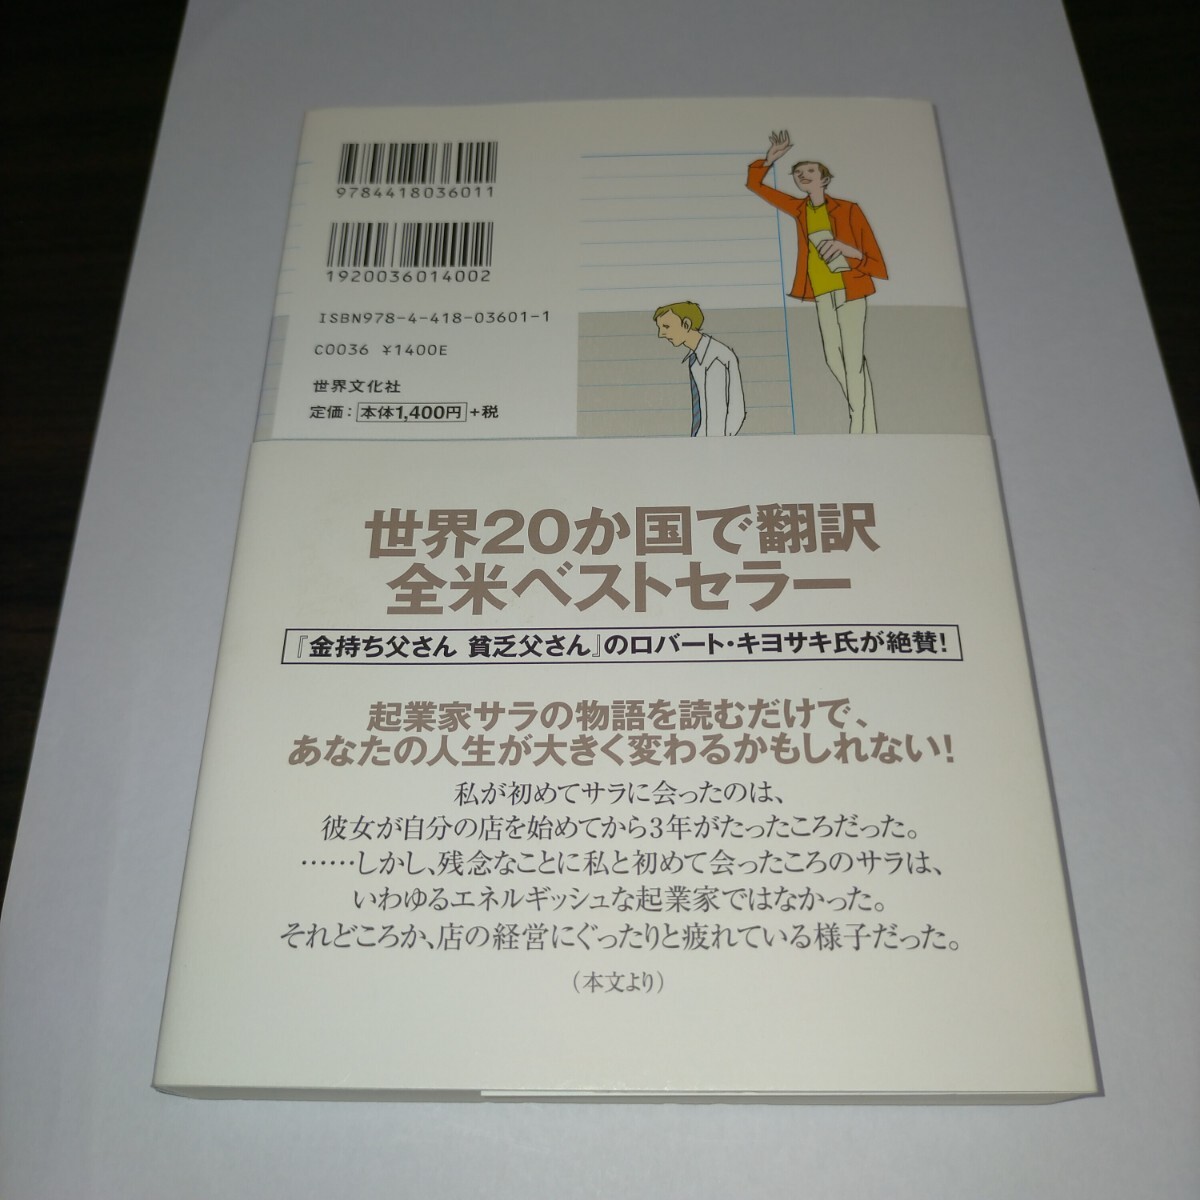 9784418036011
1920036014002
ISBN978-4-418-03601-1
C0036 ¥1400E
世界文化社
定価：本体1,400円+税
世界20か国で翻訳
全米ベストセラー
『金持ち父さん 貧乏父さん』のロバート・キヨサキ氏が絶賛！
起業家サラの物語を読むだけで、
あなたの人生が大きく変わるかもしれない！
私が初めてサラに会ったのは、
彼女が自分の店を始めてから3年がたったころだった。
……しかし、残念なことに私と初めて会ったころのサラは、
いわゆるエネルギッシュな起業家ではなかった。
それどころか、店の経営にぐったりと疲れている様子だった。
（本文より）